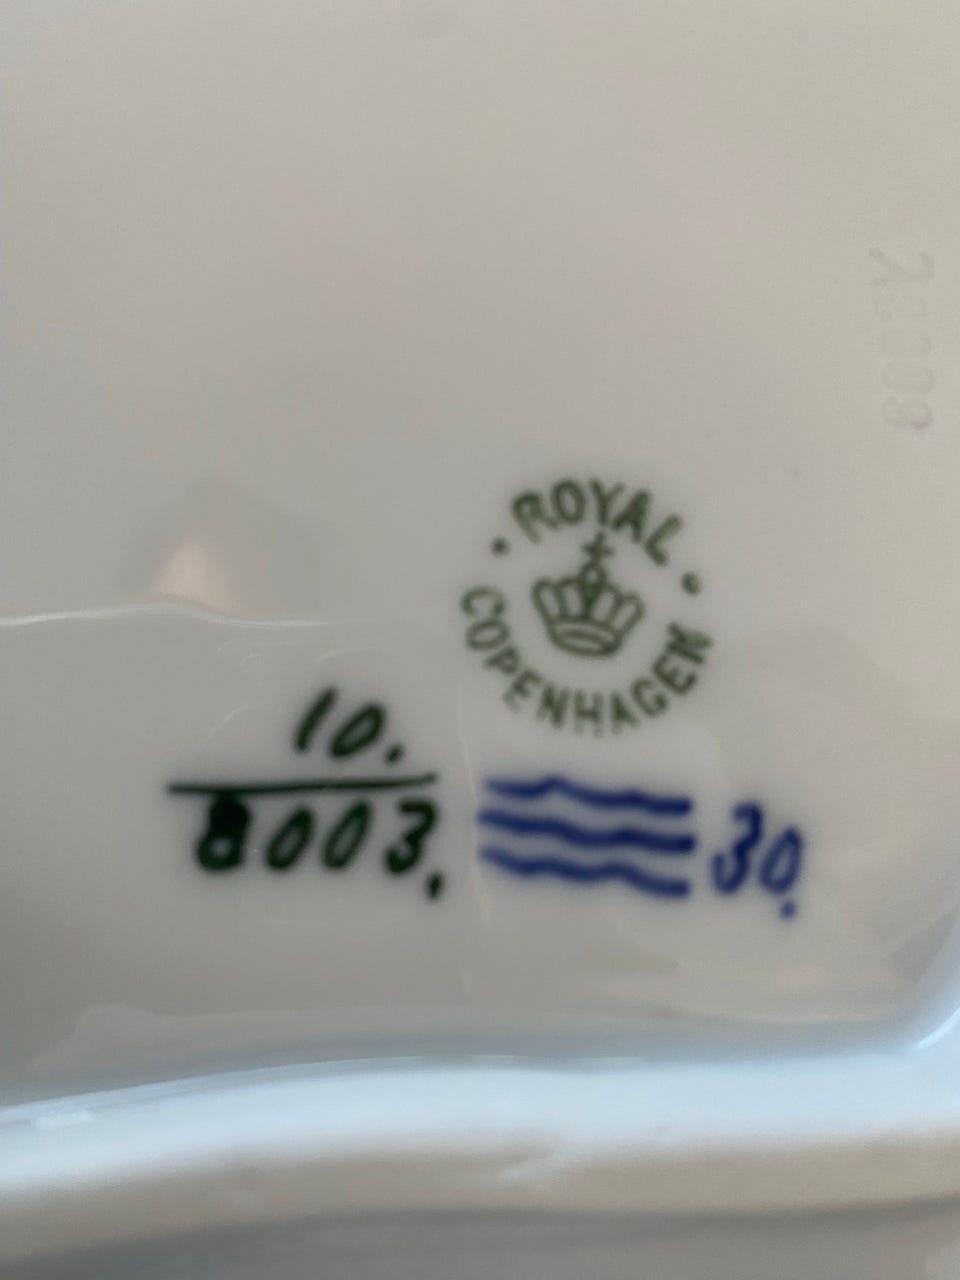 ROYAL
COPENHAGEN
10.
8003.
30.